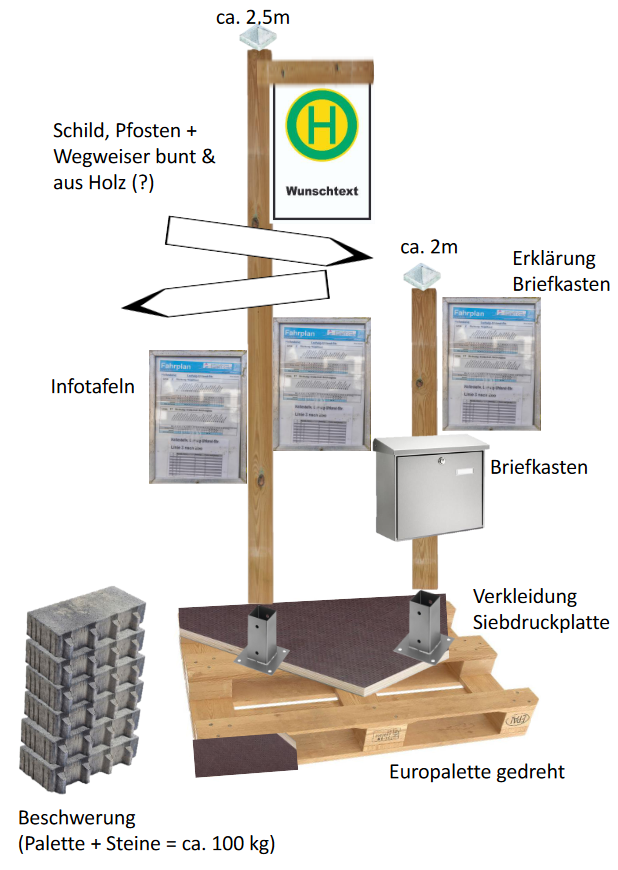 ca. 2,5m
H
Wunschtext
Schild, Pfosten +
Wegweiser bunt &
aus Holz (?)
ca. 2m
Erklärung
Briefkasten
Fahrplan
Fahrplan
Fahrplan
Infotafeln
Briefkasten
Verkleidung
Siebdruckplatte
Europalette gedreht
Beschwerung
(Palette + Steine = ca. 100 kg)